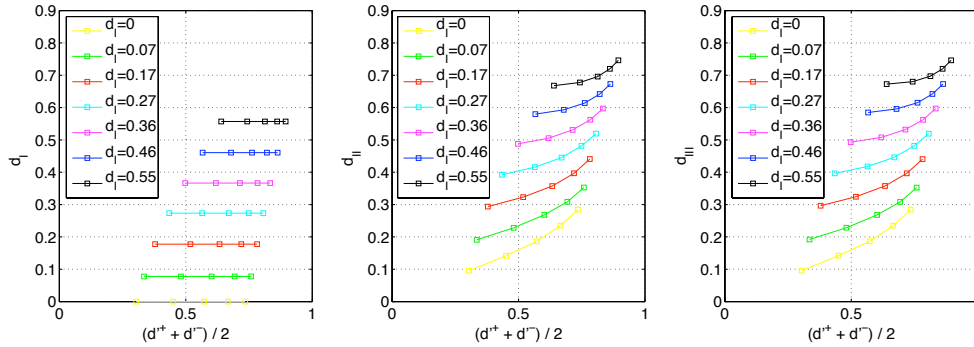 0.9
0.8
0.7
0.6
0.5
0.4
0.3
0.2
0.1
0
d_I
d_I=0
d_I=0.07
d_I=0.17
d_I=0.27
d_I=0.36
d_I=0.46
d_I=0.55
0 0.5 1
(d'⁺ + d'⁻) / 2
0.9
0.8
0.7
0.6
0.5
0.4
0.3
0.2
0.1
0
d_II
d_I=0
d_I=0.07
d_I=0.17
d_I=0.27
d_I=0.36
d_I=0.46
d_I=0.55
0 0.5 1
(d'⁺ + d'⁻) / 2
0.9
0.8
0.7
0.6
0.5
0.4
0.3
0.2
0.1
0
d_III
d_I=0
d_I=0.07
d_I=0.17
d_I=0.27
d_I=0.36
d_I=0.46
d_I=0.55
0 0.5 1
(d'⁺ + d'⁻) / 2